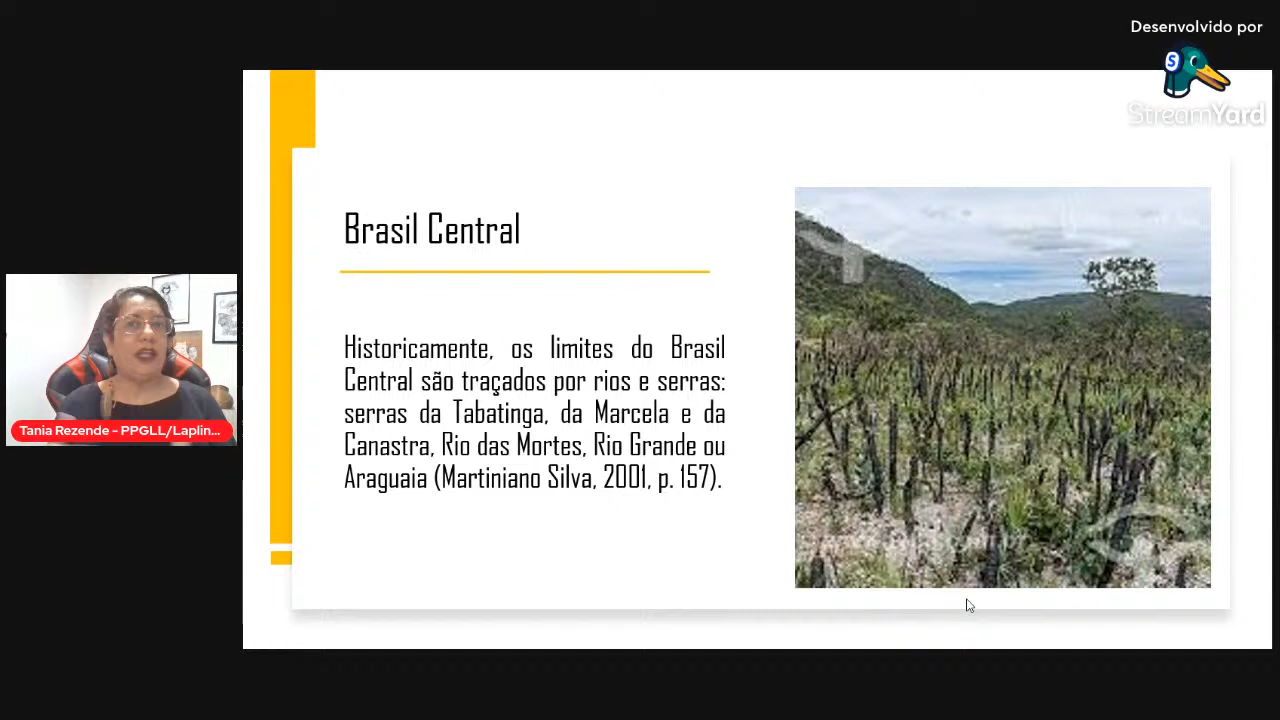 Desenvolvido por
S
StreamYard
Brasil Central
Historicamente, os limites do Brasil
Central são traçados por rios e serras:
serras da Tabatinga, da Marcela e da
Canastra, Rio das Mortes, Rio Grande ou
Araguaia (Martiniano Silva, 2001, p. 157).
Tania Rezende - PPGLL/Laplin...